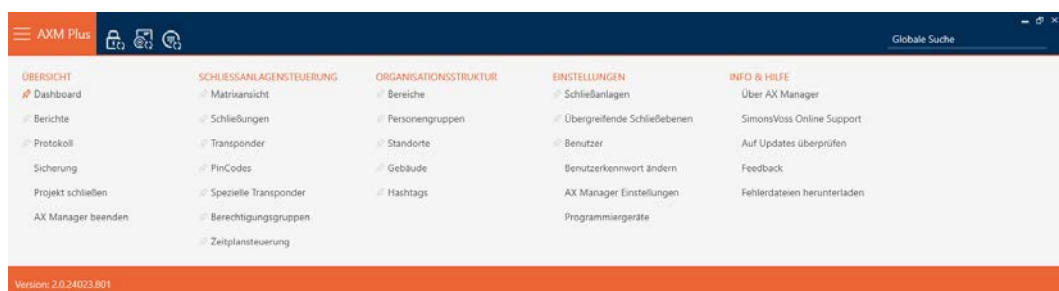 AXM Plus
Globale Suche
ÜBERSICHT
Dashboard
Berichte
Protokoll
Sicherung
Projekt schließen
AX Manager beenden
SCHLIESSANLAGENSTEUERUNG
Matrixansicht
Schließungen
Transponder
PinCodes
Spezielle Transponder
Berechtigungsgruppen
Zeitplansteuerung
ORGANISATIONSSTRUKTUR
Bereiche
Personengruppen
Standorte
Gebäude
Hashtags
EINSTELLUNGEN
Schließanlagen
Übergreifende Schließebenen
Benutzer
Benutzerkennwort ändern
AX Manager Einstellungen
Programmiergeräte
INFO & HILFE
Über AX Manager
SimonsVoss Online Support
Auf Updates überprüfen
Feedback
Fehlerdateien herunterladen
Version: 2.0.24023.801